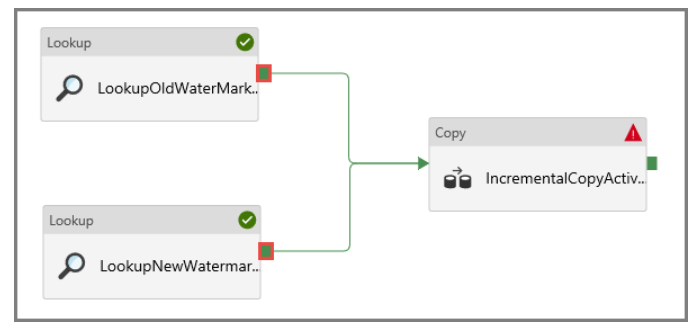 Lookup
LookupOldWaterMark..
Copy
IncrementalCopyActiv..
Lookup
LookupNewWatermar..